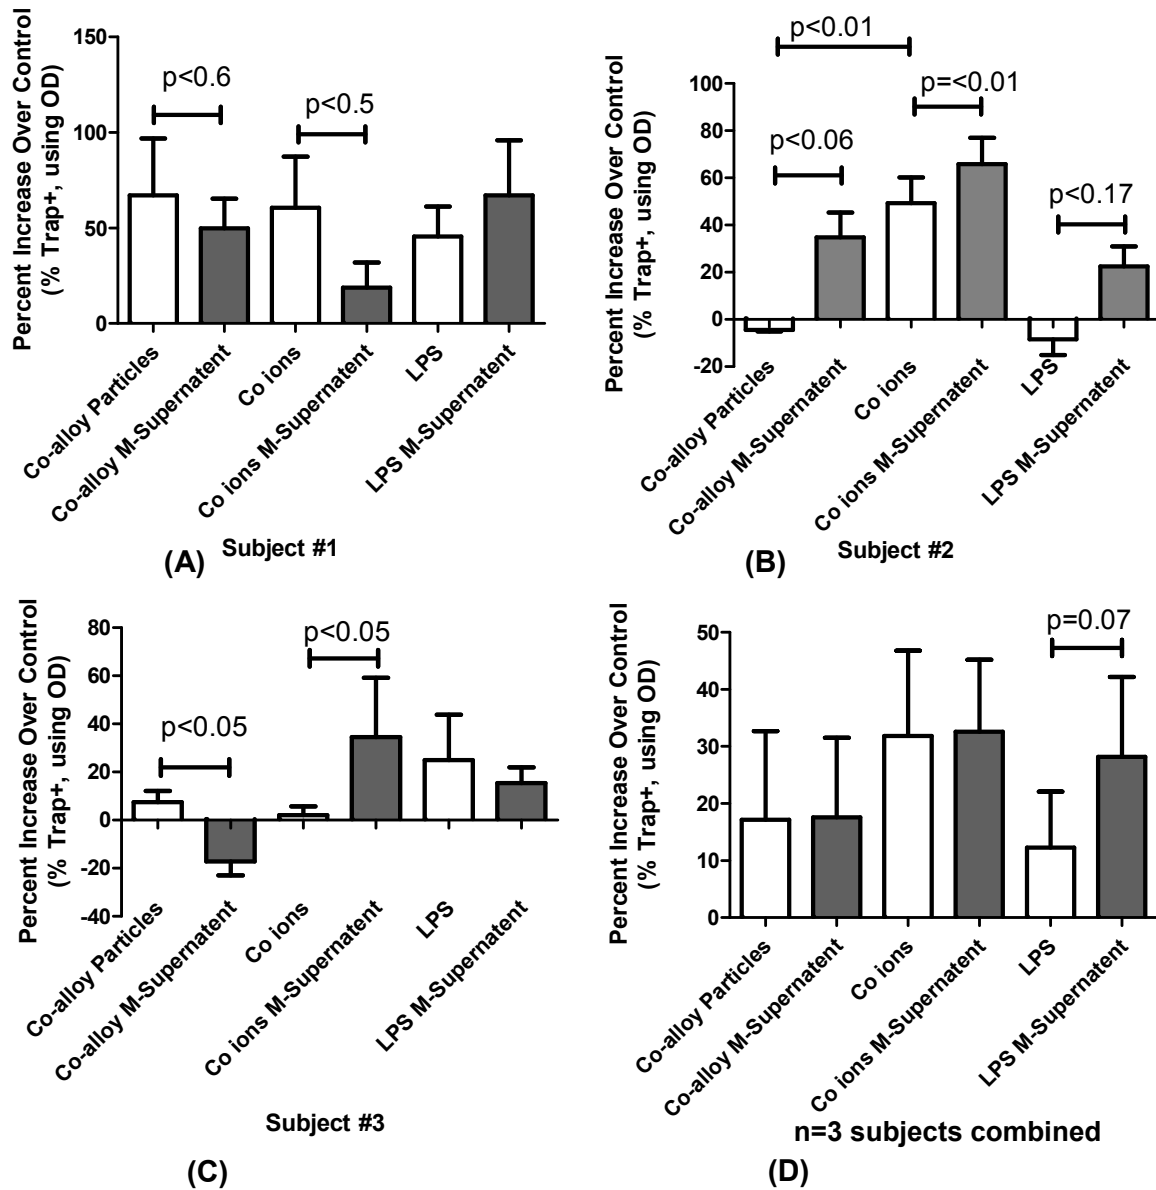 Percent Increase Over Control
(% Trap+, using OD)
150
100
50
0
p<0.6
p<0.5
Co-alloy Particles
Co-alloy M-Supernatent
Co ions
Co ions M-Supernatent
LPS
LPS M-Supernatent
(A)
Subject #1
Percent Increase Over Control
(% Trap+, using OD)
100
80
60
40
20
0
-20
p<0.01
p=<0.01
p<0.06
p<0.17
Co-alloy Particles
Co-alloy M-Supernatent
Co ions
Co ions M-Supernatent
LPS
LPS M-Supernatent
(B)
Subject #2
Percent Increase Over Control
(% Trap+, using OD)
80
60
40
20
0
-20
-40
p<0.05
p<0.05
Co-alloy Particles
Co-alloy M-Supernatent
Co ions
Co ions M-Supernatent
LPS
LPS M-Supernatent
Subject #3
(C)
Percent Increase Over Control
(% Trap+, using OD)
50
40
30
20
10
0
p=0.07
Co-alloy Particles
Co-alloy M-Supernatent
Co ions
Co ions M-Supernatent
LPS
LPS M-Supernatent
n=3 subjects combined
(D)